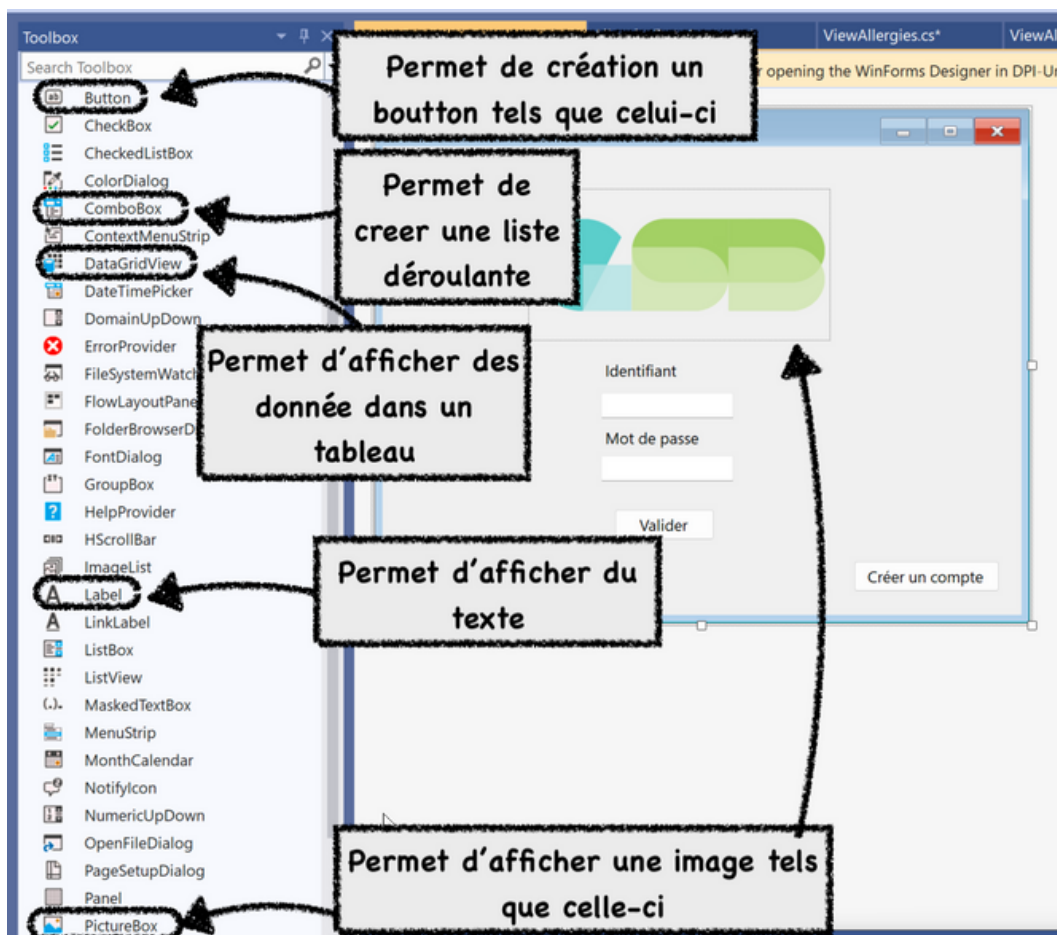 Toolbox
Search Toolbox
Button
CheckBox
CheckedListBox
ColorDialog
ComboBox
ContextMenuStrip
DataGridView
DateTimePicker
DomainUpDown
ErrorProvider
FileSystemWatch
FlowLayoutPane
FolderBrowserD
FontDialog
GroupBox
HelpProvider
HScrollBar
ImageList
Label
LinkLabel
ListBox
ListView
MaskedTextBox
MenuStrip
MonthCalendar
NotifyIcon
NumericUpDown
OpenFileDialog
PageSetupDialog
Panel
PictureBox
Permet de création un
boutton tels que celui-ci
Permet de
creer une liste
déroulante
Permet d'afficher des
donnée dans un
tableau
Permet d'afficher du
texte
Permet d'afficher une image tels
que celle-ci
ViewAllergies.cs*
ViewAl
r opening the WinForms Designer in DPI-Un
Identifiant
Mot de passe
Valider
Créer un compte